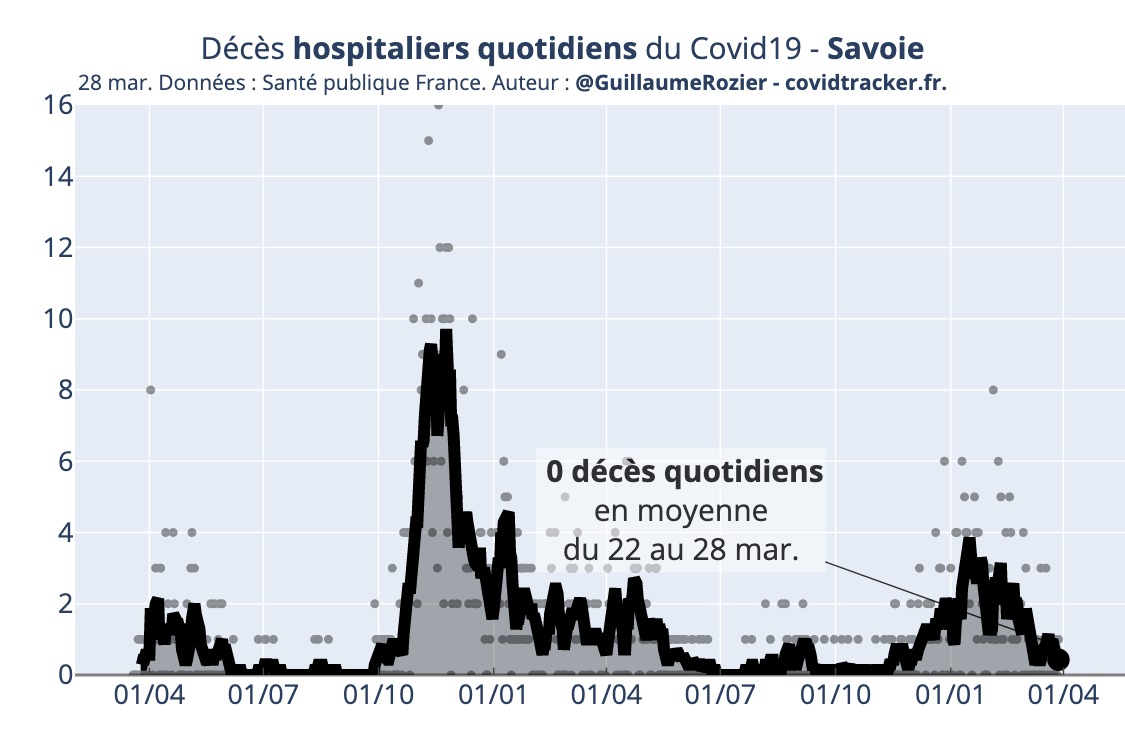 Décès hospitaliers quotidiens du Covid19 - Savoie
28 mar. Données : Santé publique France. Auteur : @GuillaumeRozier - covidtracker.fr.
16
14
12
10
8
6
4
2
0
0 décès quotidiens
en moyenne
du 22 au 28 mar.
01/04 01/07 01/10 01/01 01/04 01/07 01/10 01/01 01/04